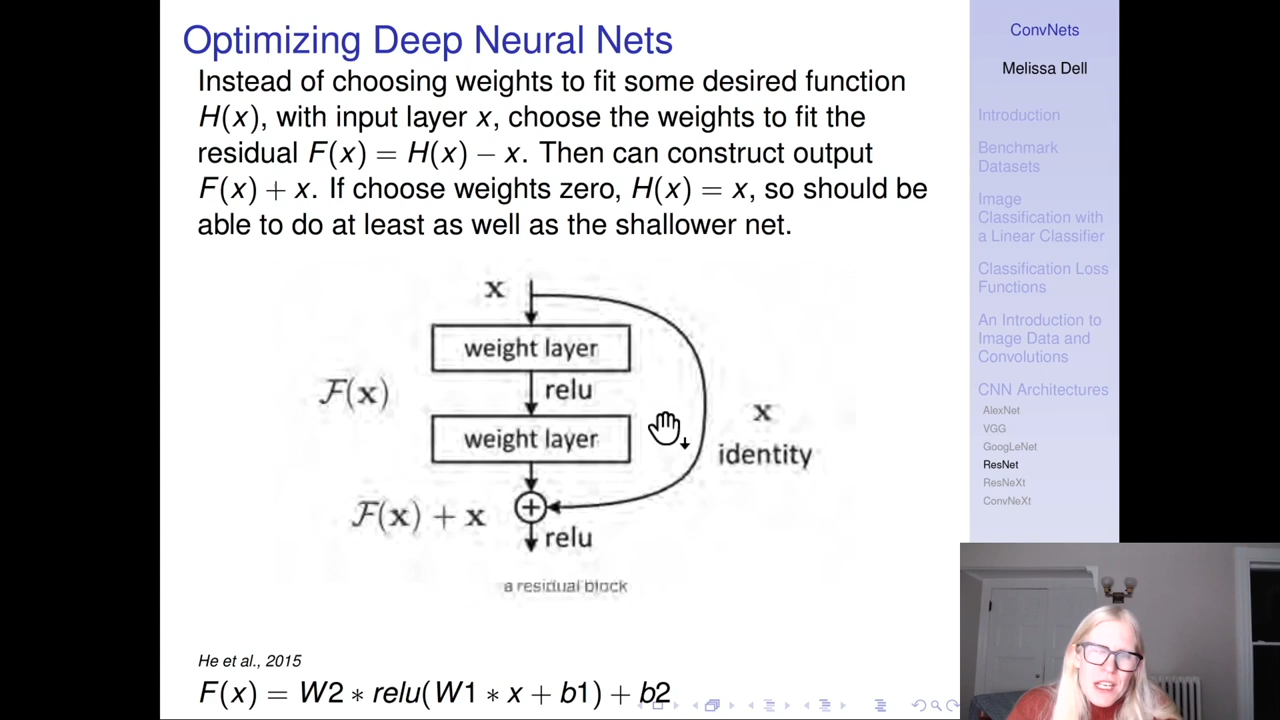 Optimizing Deep Neural Nets
Instead of choosing weights to fit some desired function
H(x), with input layer x, choose the weights to fit the
residual F(x) = H(x) − x. Then can construct output
F(x) + x. If choose weights zero, H(x) = x, so should be
able to do at least as well as the shallower net.
x
weight layer
F(x)
relu
weight layer
x
identity
F(x) + x
relu
a residual block
He et al., 2015
F(x) = W2 ∗ relu(W1 ∗ x + b1) + b2
ConvNets
Melissa Dell
Introduction
Benchmark
Datasets
Image
Classification with
a Linear Classifier
Classification Loss
Functions
An Introduction to
Image Data and
Convolutions
CNN Architectures
AlexNet
VGG
GoogLeNet
ResNet
ResNeXt
ConvNeXt